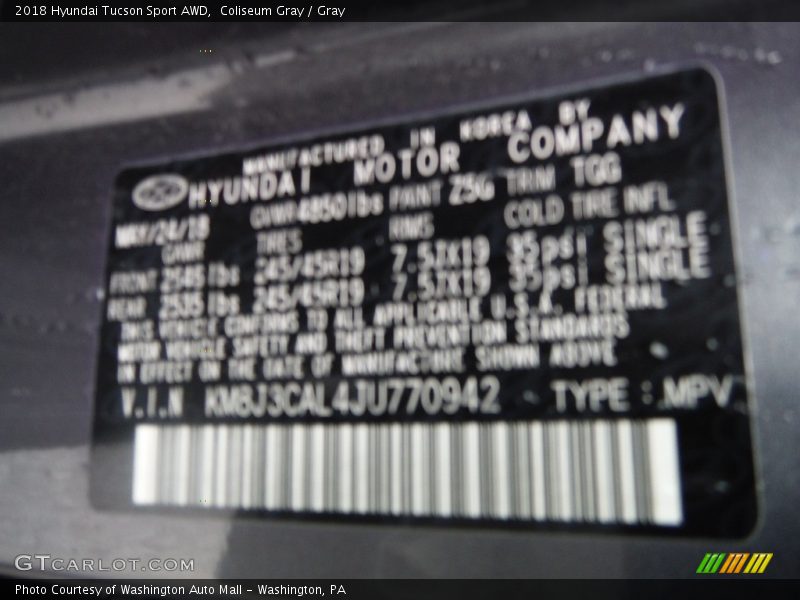 2018 Hyundai Tucson Sport AWD,  Coliseum Gray / Gray
MANUFACTURED IN KOREA BY
HYUNDAI MOTOR COMPANY
MAY/24/18 GVWR 4850lbs PAINT Z5G TRIM TGG
GAWR TIRES RIMS COLD TIRE INFL
FRONT 2545 lbs 245/45R19 7.5JX19 35psi SINGLE
REAR 2535 lbs 245/45R19 7.5JX19 35psi SINGLE
THIS VEHICLE CONFORMS TO ALL APPLICABLE U.S.A. FEDERAL
MOTOR VEHICLE SAFETY AND THEFT PREVENTION STANDARDS
IN EFFECT ON THE DATE OF MANUFACTURE SHOWN ABOVE
V.I.N KM8J3CAL4JU770942 TYPE : MPV
GTCARLOT.COM
Photo Courtesy of Washington Auto Mall - Washington, PA